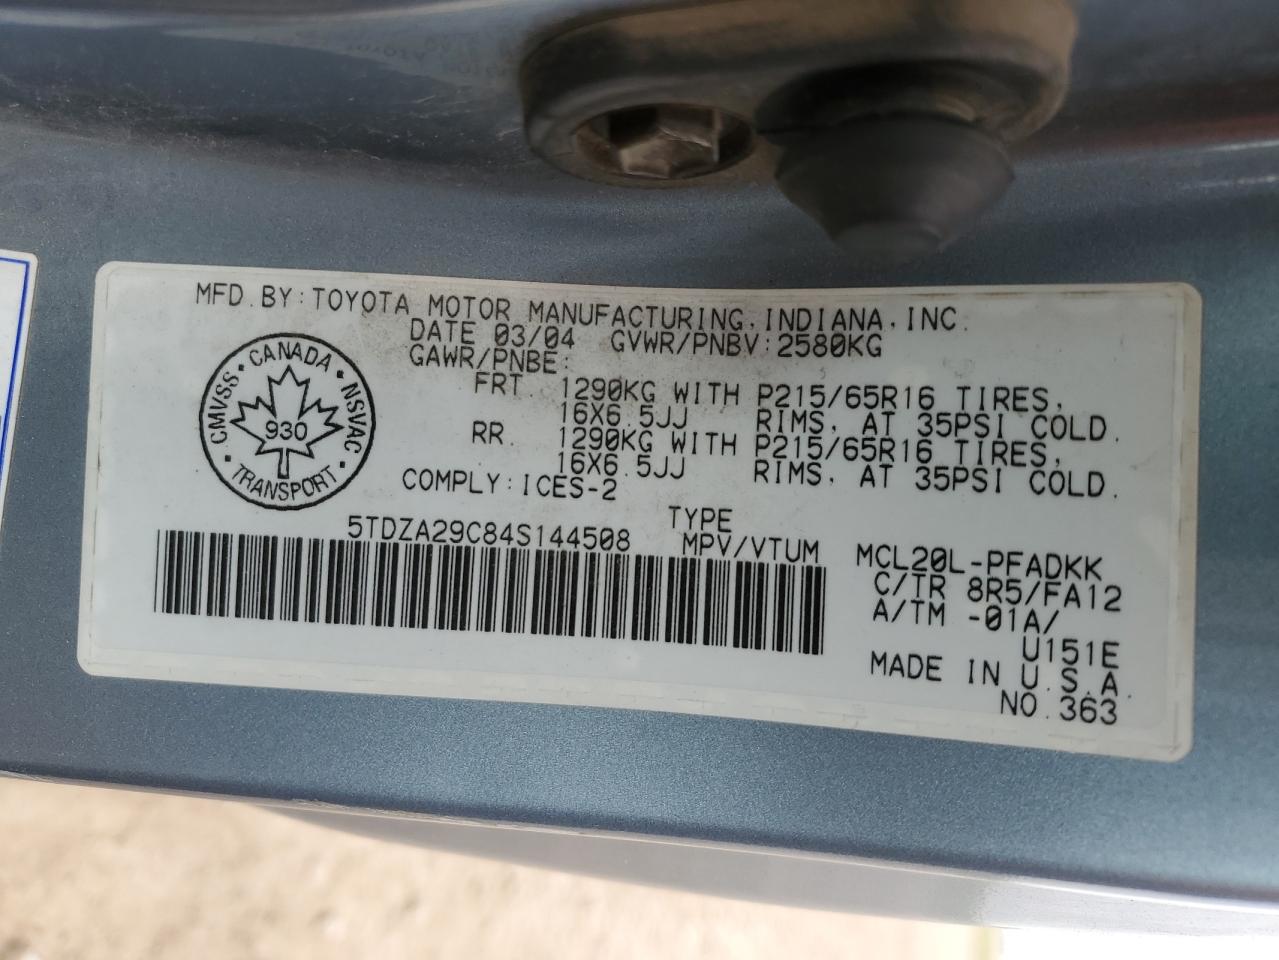 MFD. BY: TOYOTA MOTOR MANUFACTURING, INDIANA, INC.
DATE 03/04 GVWR/PNBV: 2580KG
GAWR/PNBE:
FRT. 1290KG WITH P215/65R16 TIRES,
16X6.5JJ RIMS, AT 35PSI COLD.
RR. 1290KG WITH P215/65R16 TIRES,
16X6.5JJ RIMS, AT 35PSI COLD.
COMPLY: ICES-2
CMVSS · CANADA · NSVAC · TRANSPORT ·
930
5TDZA29C84S144508
TYPE
MPV/VTUM
MCL20L-PFADKK
C/TR 8R5/FA12
A/TM -01A/
U151E
MADE IN U.S.A.
NO. 363